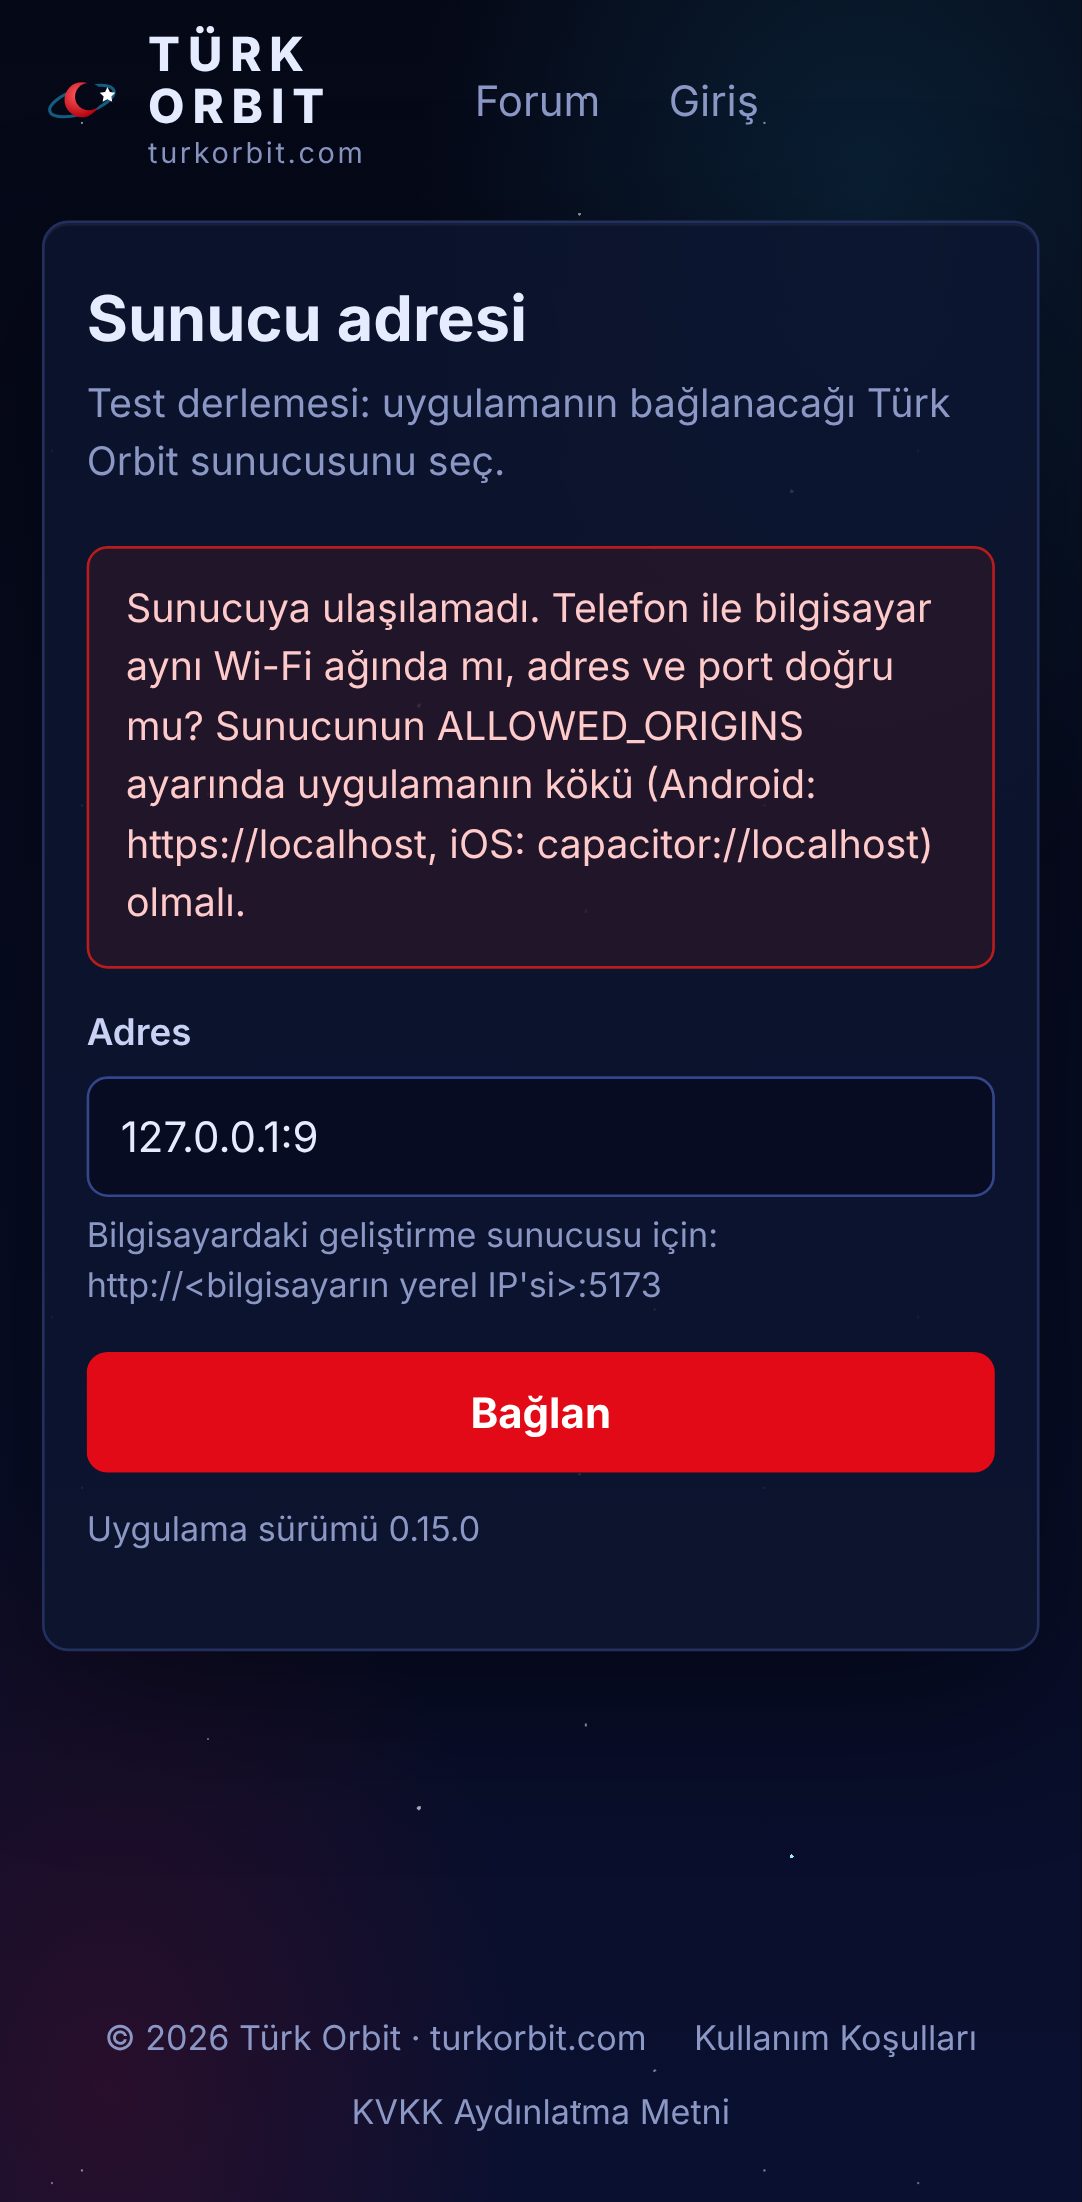 TÜRK
ORBIT
turkorbit.com
Forum
Giriş
Sunucu adresi
Test derlemesi: uygulamanın bağlanacağı Türk
Orbit sunucusunu seç.
Sunucuya ulaşılamadı. Telefon ile bilgisayar
aynı Wi-Fi ağında mı, adres ve port doğru
mu? Sunucunun ALLOWED_ORIGINS
ayarında uygulamanın kökü (Android:
https://localhost, iOS: capacitor://localhost)
olmalı.
Adres
127.0.0.1:9
Bilgisayardaki geliştirme sunucusu için:
http://<bilgisayarın yerel IP'si>:5173
Bağlan
Uygulama sürümü 0.15.0
© 2026 Türk Orbit · turkorbit.com
Kullanım Koşulları
KVKK Aydınlatma Metni